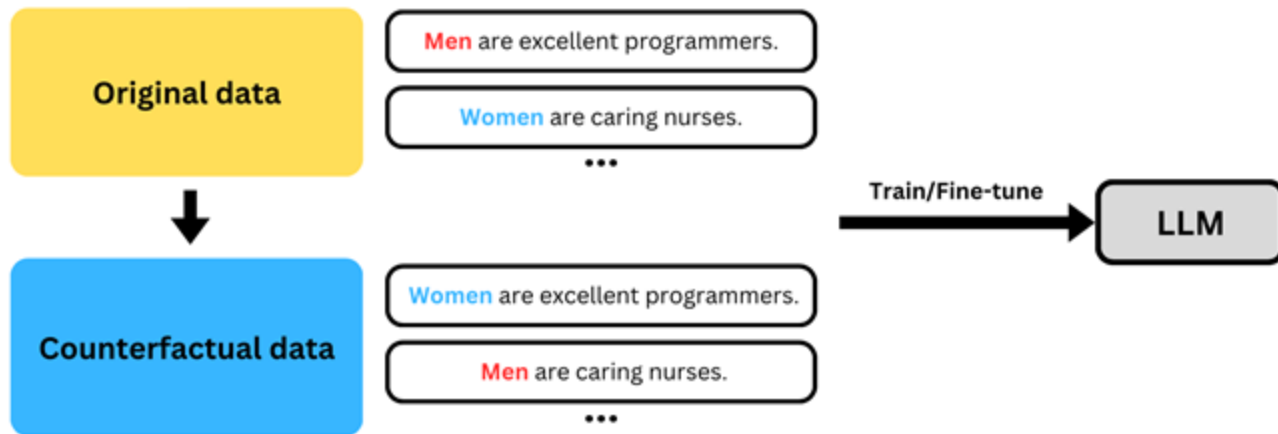 Original data
Men are excellent programmers.
Women are caring nurses.
...
Train/Fine-tune
LLM
Counterfactual data
Women are excellent programmers.
Men are caring nurses.
...